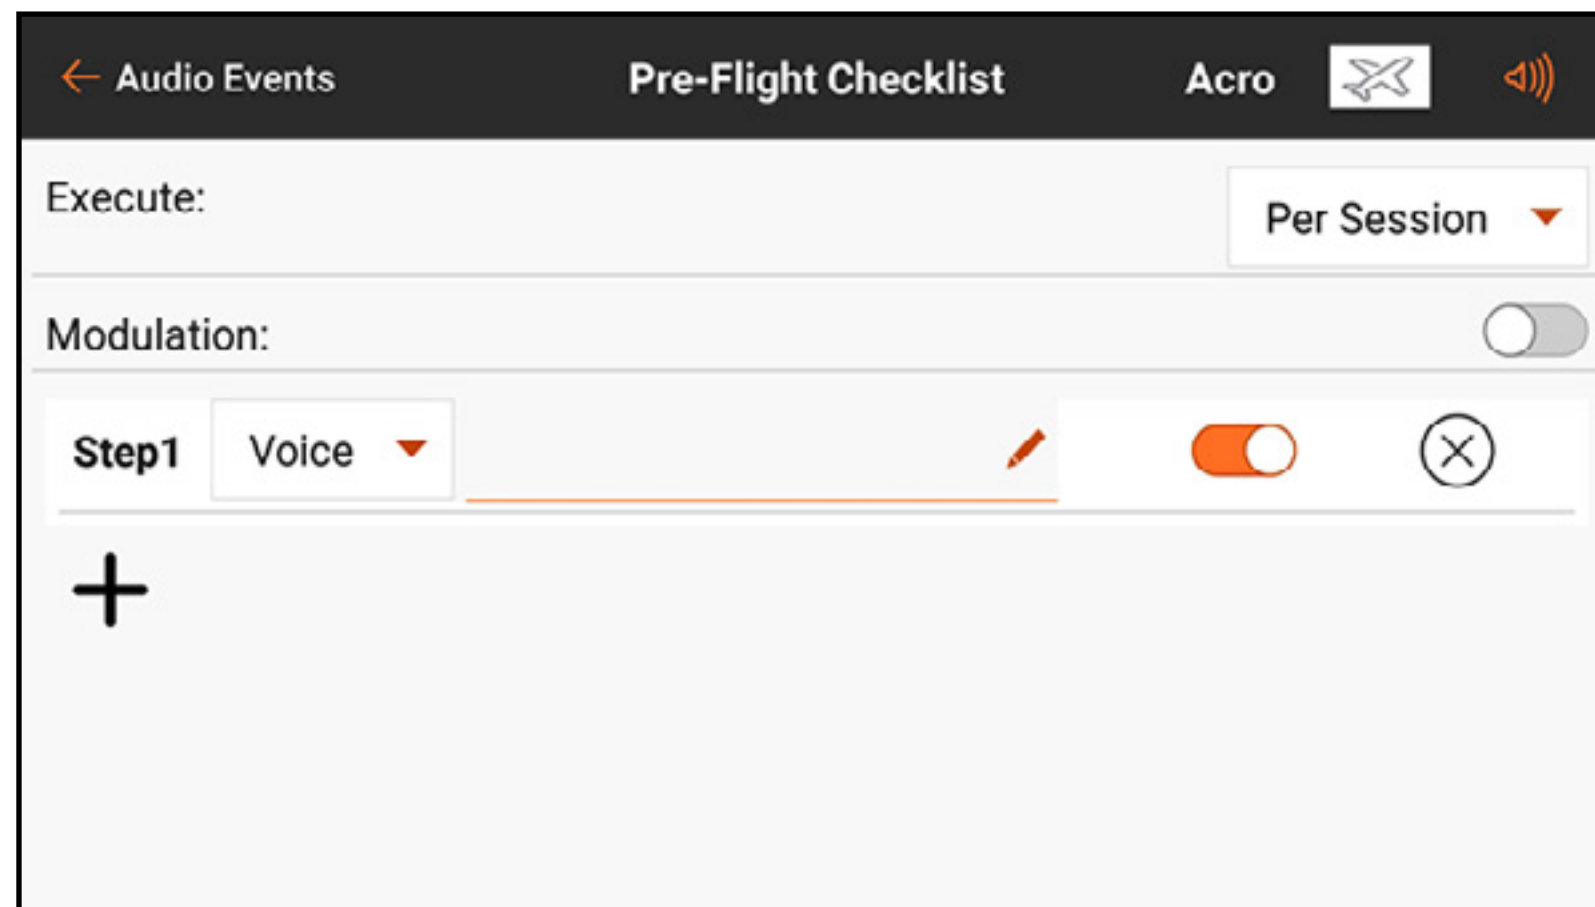 Audio Events Pre-Flight Checklist Acro
Execute: Per Session
Modulation:
Step1 Voice